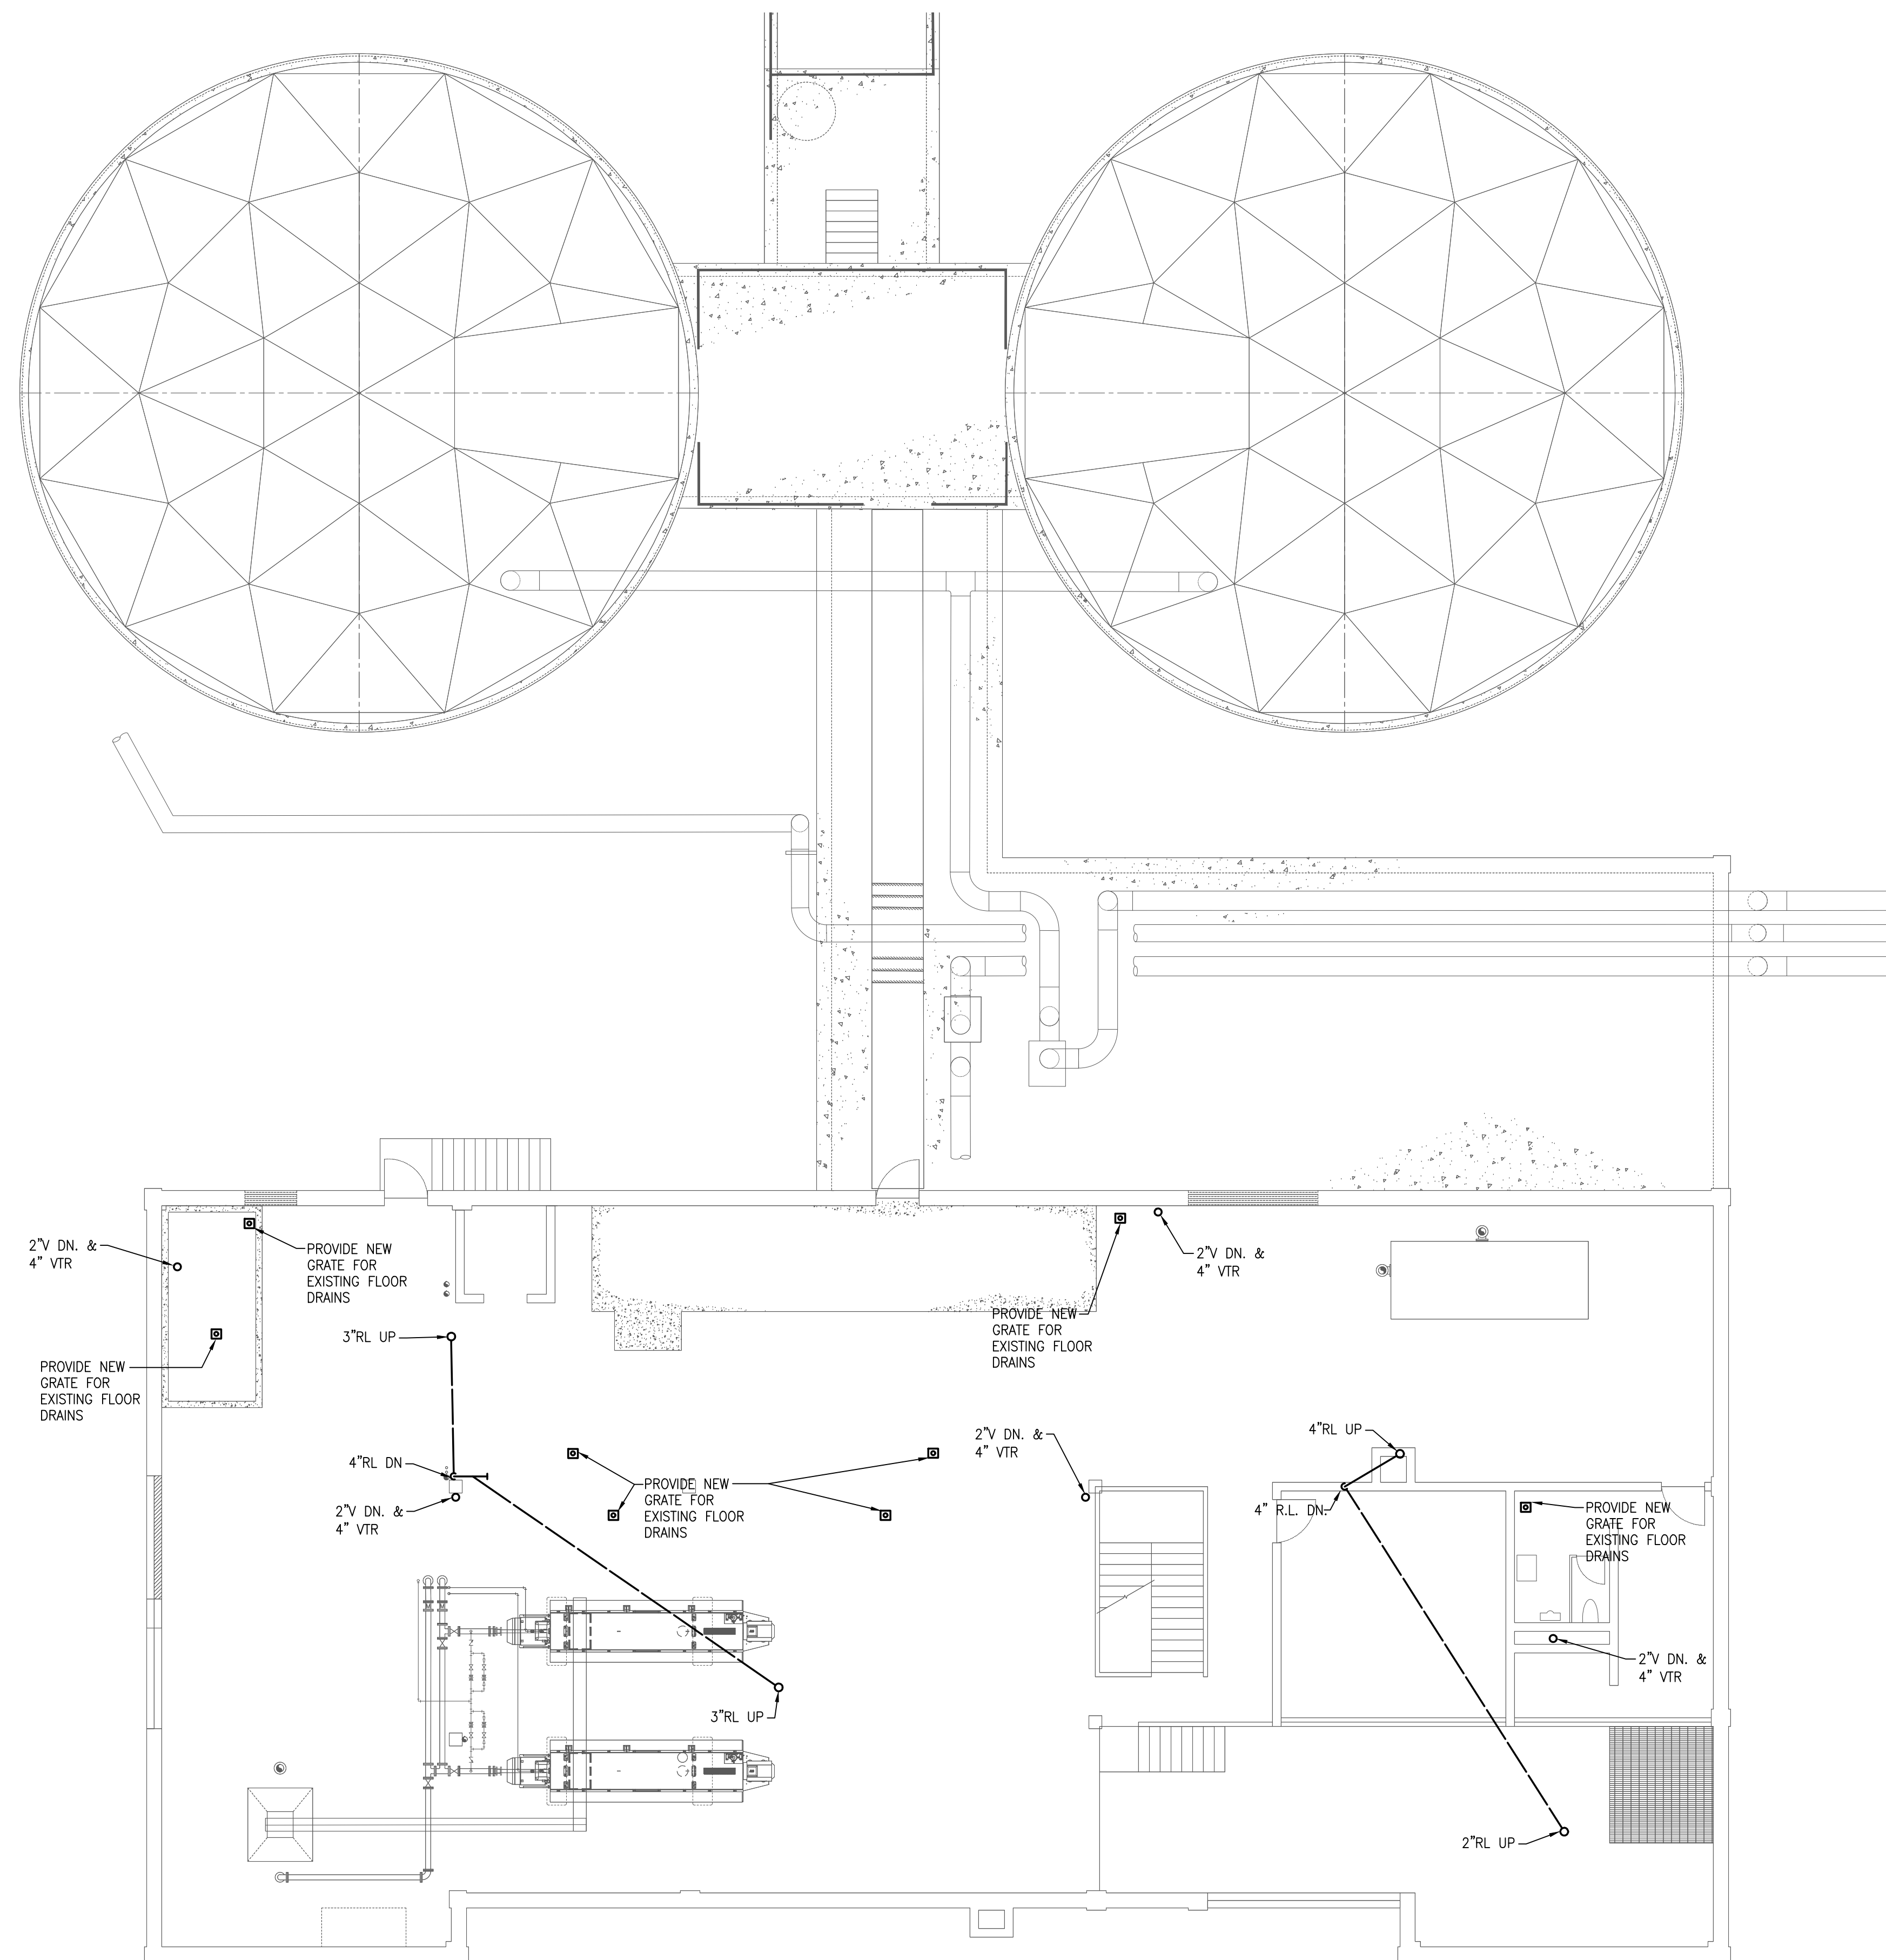 2"V DN. &
4" VTR
PROVIDE NEW
GRATE FOR
EXISTING FLOOR
DRAINS
2"V DN. &
4" VTR
PROVIDE NEW
GRATE FOR
EXISTING FLOOR
DRAINS
3"RL UP
PROVIDE NEW
GRATE FOR
EXISTING FLOOR
DRAINS
4"RL DN
2"V DN. &
4" VTR
PROVIDE NEW
GRATE FOR
EXISTING FLOOR
DRAINS
2"V DN. &
4" VTR
4"RL UP
4" R.L. DN.
PROVIDE NEW
GRATE FOR
EXISTING FLOOR
DRAINS
2"V DN. &
4" VTR
3"RL UP
2"RL UP